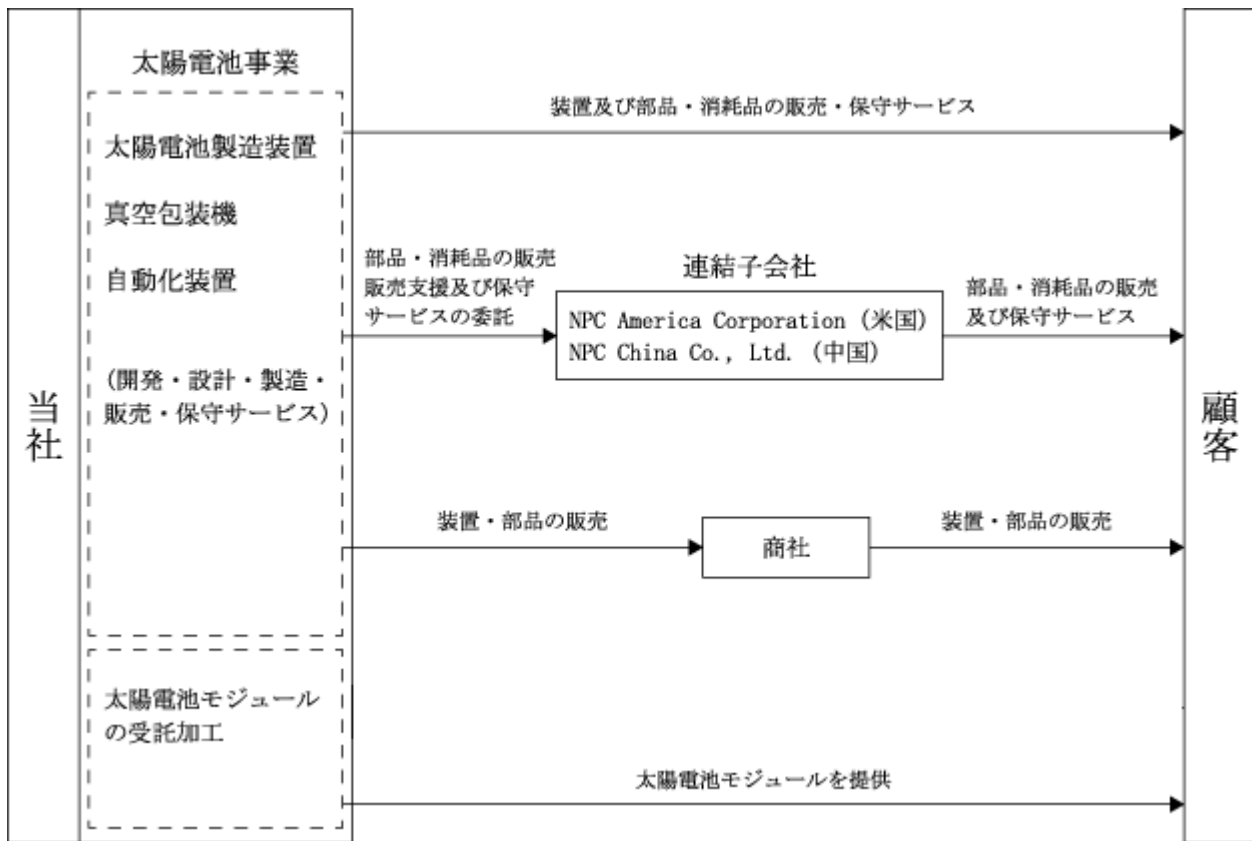 太陽電池事業
太陽電池製造装置
真空包装機
自動化装置
(開発・設計・製造・
販売・保守サービス)
太陽電池モジュール
の受託加工
当社
装置及び部品・消耗品の販売・保守サービス
部品・消耗品の販売
販売支援及び保守
サービスの委託
連結子会社
NPC America Corporation (米国)
NPC China Co., Ltd. (中国)
部品・消耗品の販売
及び保守サービス
装置・部品の販売
商社
装置・部品の販売
太陽電池モジュールを提供
顧客